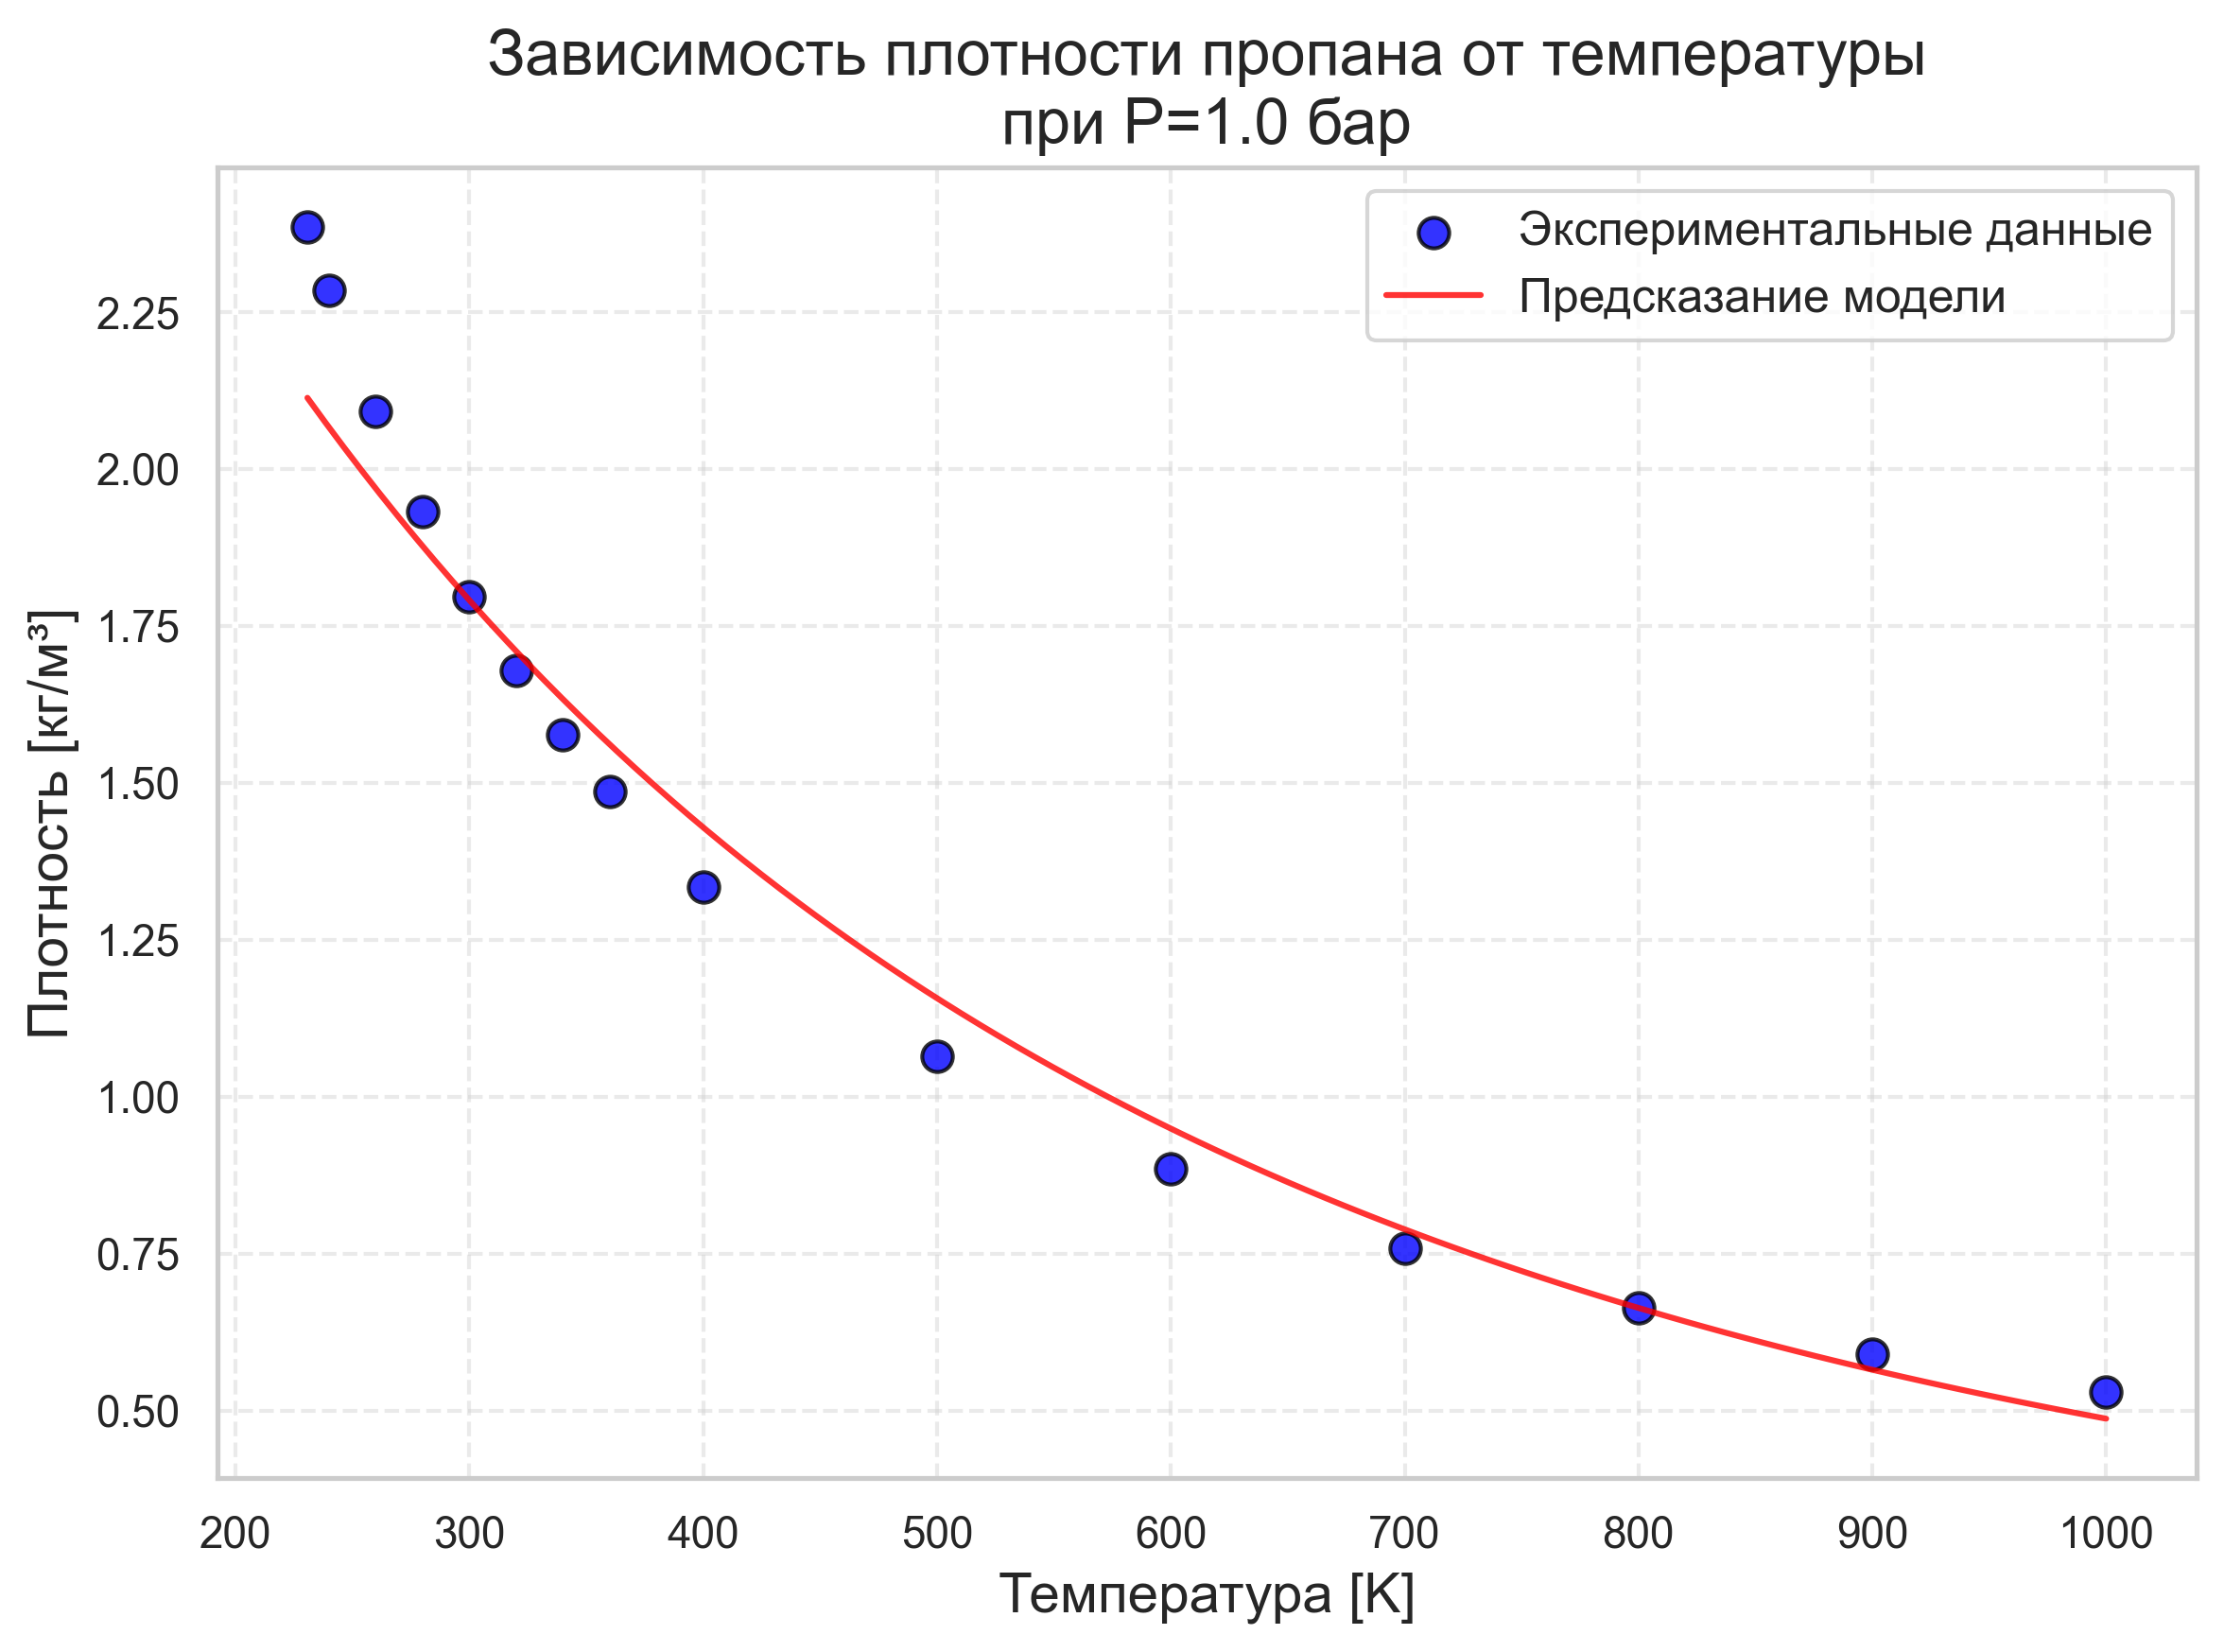 Зависимость плотности пропана от температуры
при P=1.0 бар
Экспериментальные данные
Предсказание модели
Плотность [кг/м³]
2.25
2.00
1.75
1.50
1.25
1.00
0.75
0.50
200 300 400 500 600 700 800 900 1000
Температура [K]